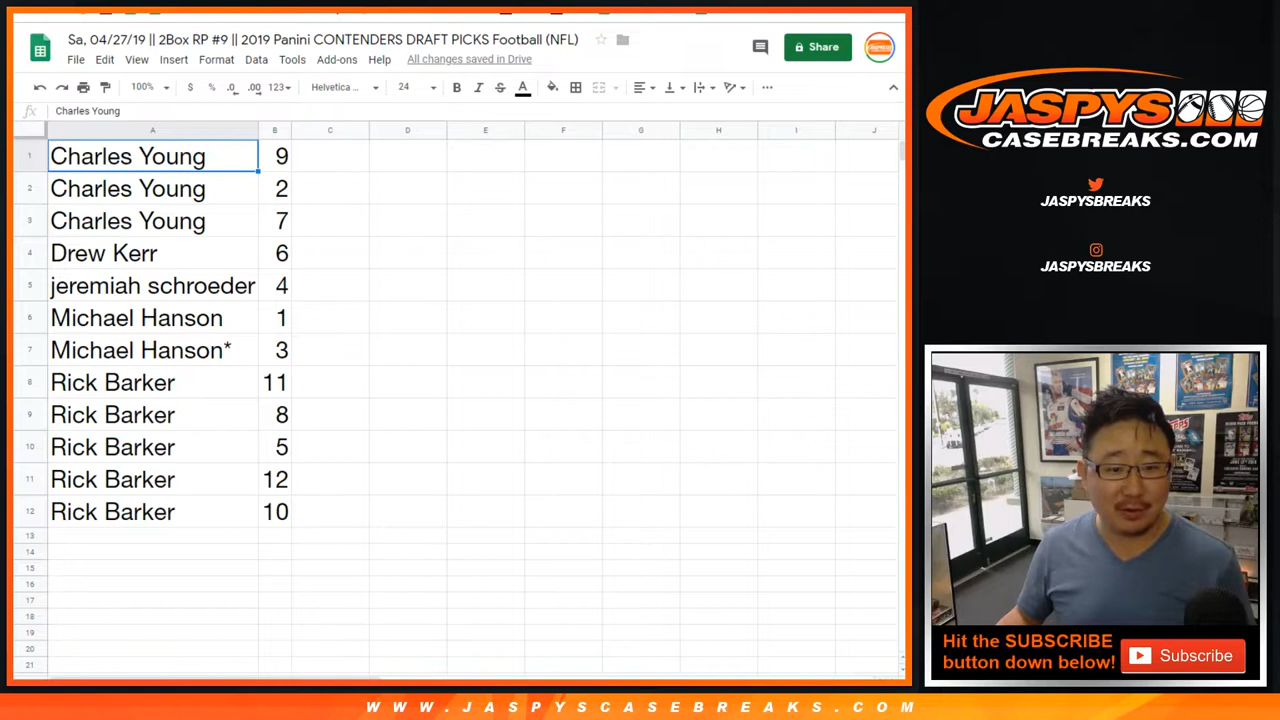 Sa, 04/27/19 || 2Box RP #9 || 2019 Panini CONTENDERS DRAFT PICKS Football (NFL)
File Edit View Insert Format Data Tools Add-ons Help All changes saved in Drive
Share
100% $ % .0 .00 123 Helvetica ... 24 B I S A
fx Charles Young
A B C D E F G H I J
1 Charles Young 9
2 Charles Young 2
3 Charles Young 7
4 Drew Kerr 6
5 jeremiah schroeder 4
6 Michael Hanson 1
7 Michael Hanson* 3
8 Rick Barker 11
9 Rick Barker 8
10 Rick Barker 5
11 Rick Barker 12
12 Rick Barker 10
13
14
15
16
17
18
19
20
21
JASPYS
CASEBREAKS.COM
JASPYSBREAKS
JASPYSBREAKS
Hit the SUBSCRIBE
button down below!
Subscribe
WWW.JASPYSCASEBREAKS.COM